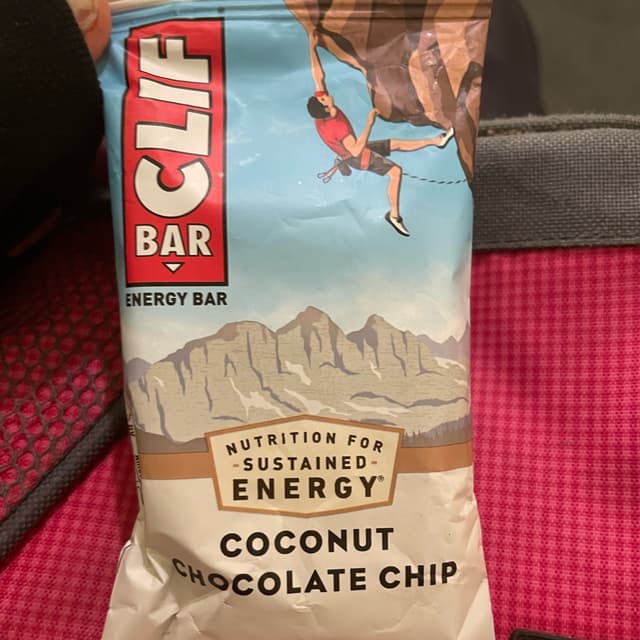 CLIF
BAR
ENERGY BAR
NUTRITION FOR
-SUSTAINED-
ENERGY®
COCONUT
CHOCOLATE CHIP